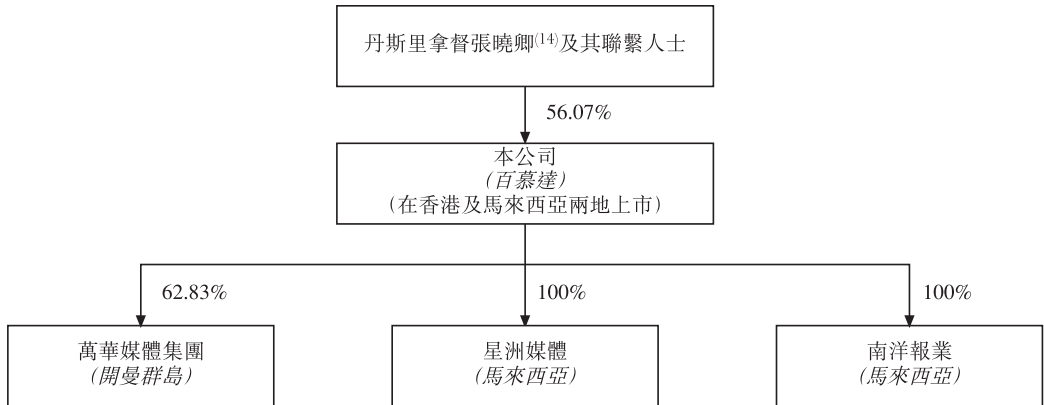 丹斯里拿督張曉卿(14)及其聯繫人士
56.07%
本公司
(百慕達)
(在香港及馬來西亞兩地上市)
62.83%
100%
100%
萬華媒體集團
(開曼群島)
星洲媒體
(馬來西亞)
南洋報業
(馬來西亞)